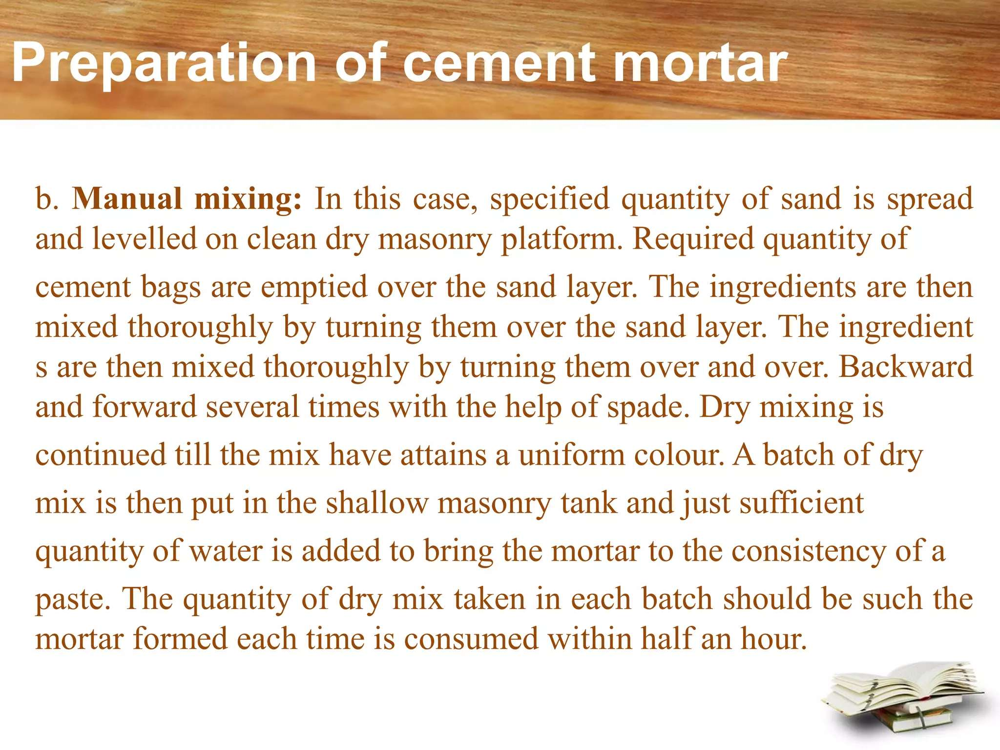 Preparation of cement mortar
b. Manual mixing: In this case, specified quantity of sand is spread
and levelled on clean dry masonry platform. Required quantity of
cement bags are emptied over the sand layer. The ingredients are then
mixed thoroughly by turning them over the sand layer. The ingredient
s are then mixed thoroughly by turning them over and over. Backward
and forward several times with the help of spade. Dry mixing is
continued till the mix have attains a uniform colour. A batch of dry
mix is then put in the shallow masonry tank and just sufficient
quantity of water is added to bring the mortar to the consistency of a
paste. The quantity of dry mix taken in each batch should be such the
mortar formed each time is consumed within half an hour.